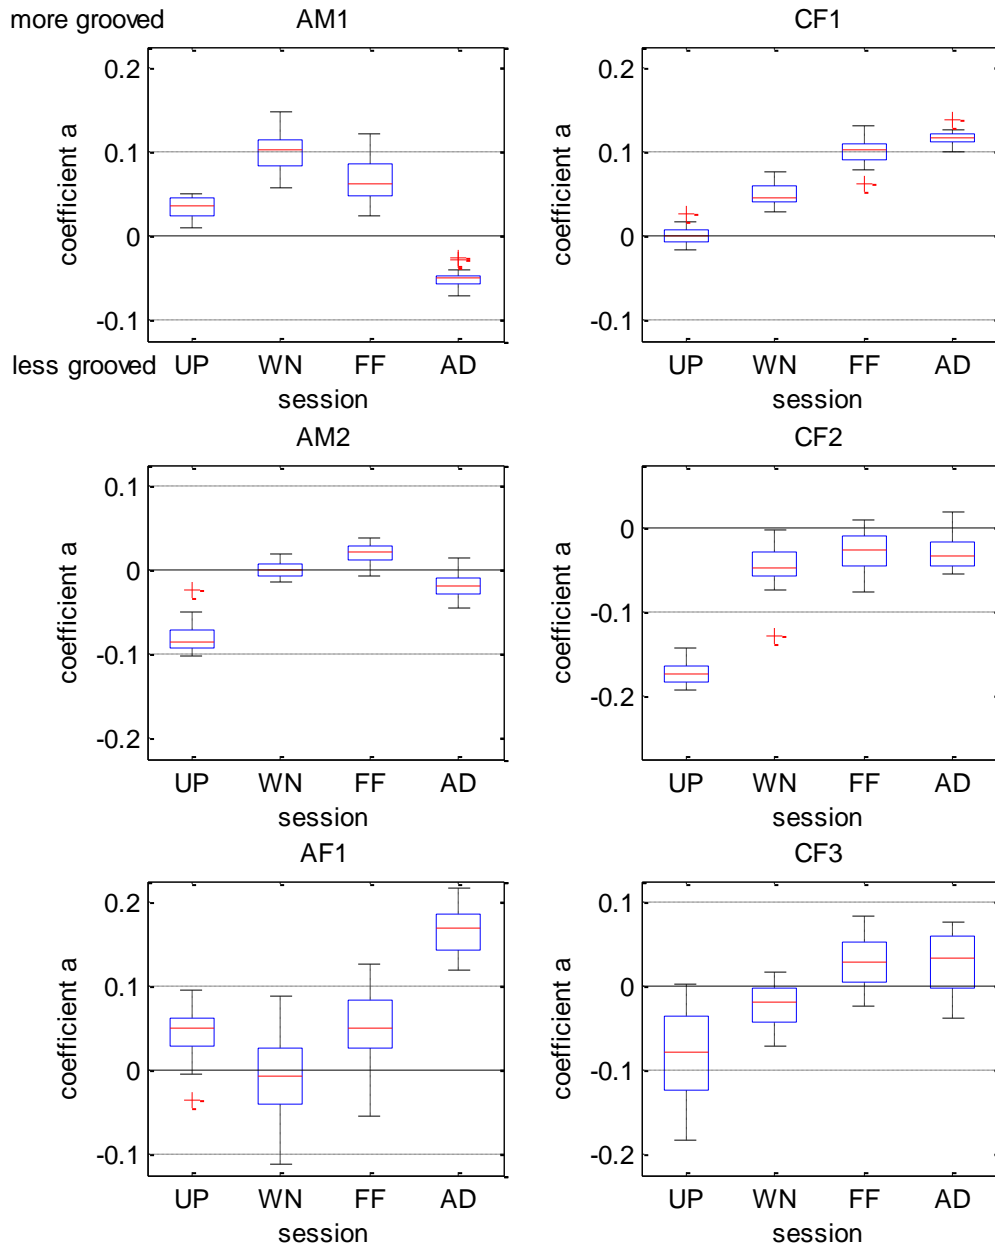 more grooved AM1 CF1
0.2 0.2
coefficient a coefficient a
0.1 0.1
0 0
-0.1 -0.1
less grooved UP WN FF AD UP WN FF AD
session session
AM2 CF2
0.1
0 0
coefficient a coefficient a
-0.1 -0.1
-0.2 -0.2
UP WN FF AD UP WN FF AD
session session
AF1 CF3
0.2 0.1
coefficient a coefficient a
0.1 0
0 -0.1
-0.1 -0.2
UP WN FF AD UP WN FF AD
session session